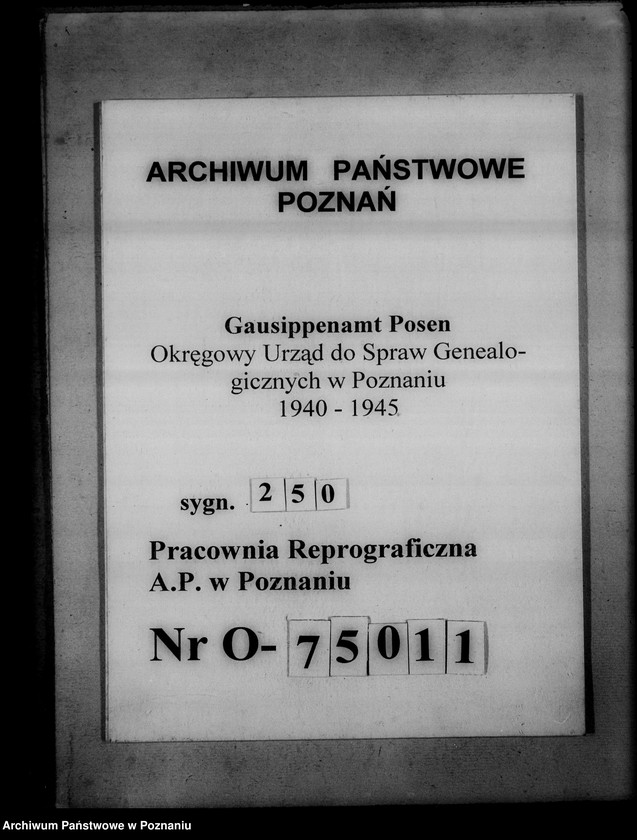 ARCHIWUM PAŃSTWOWE
POZNAŃ
Gausippenamt Posen
Okręgowy Urząd do Spraw Genealo-
gicznych w Poznaniu
1940 - 1945
sygn. 250
Pracownia Reprograficzna
A.P. w Poznaniu
Nr O-75011
Archiwum Państwowe w Poznaniu